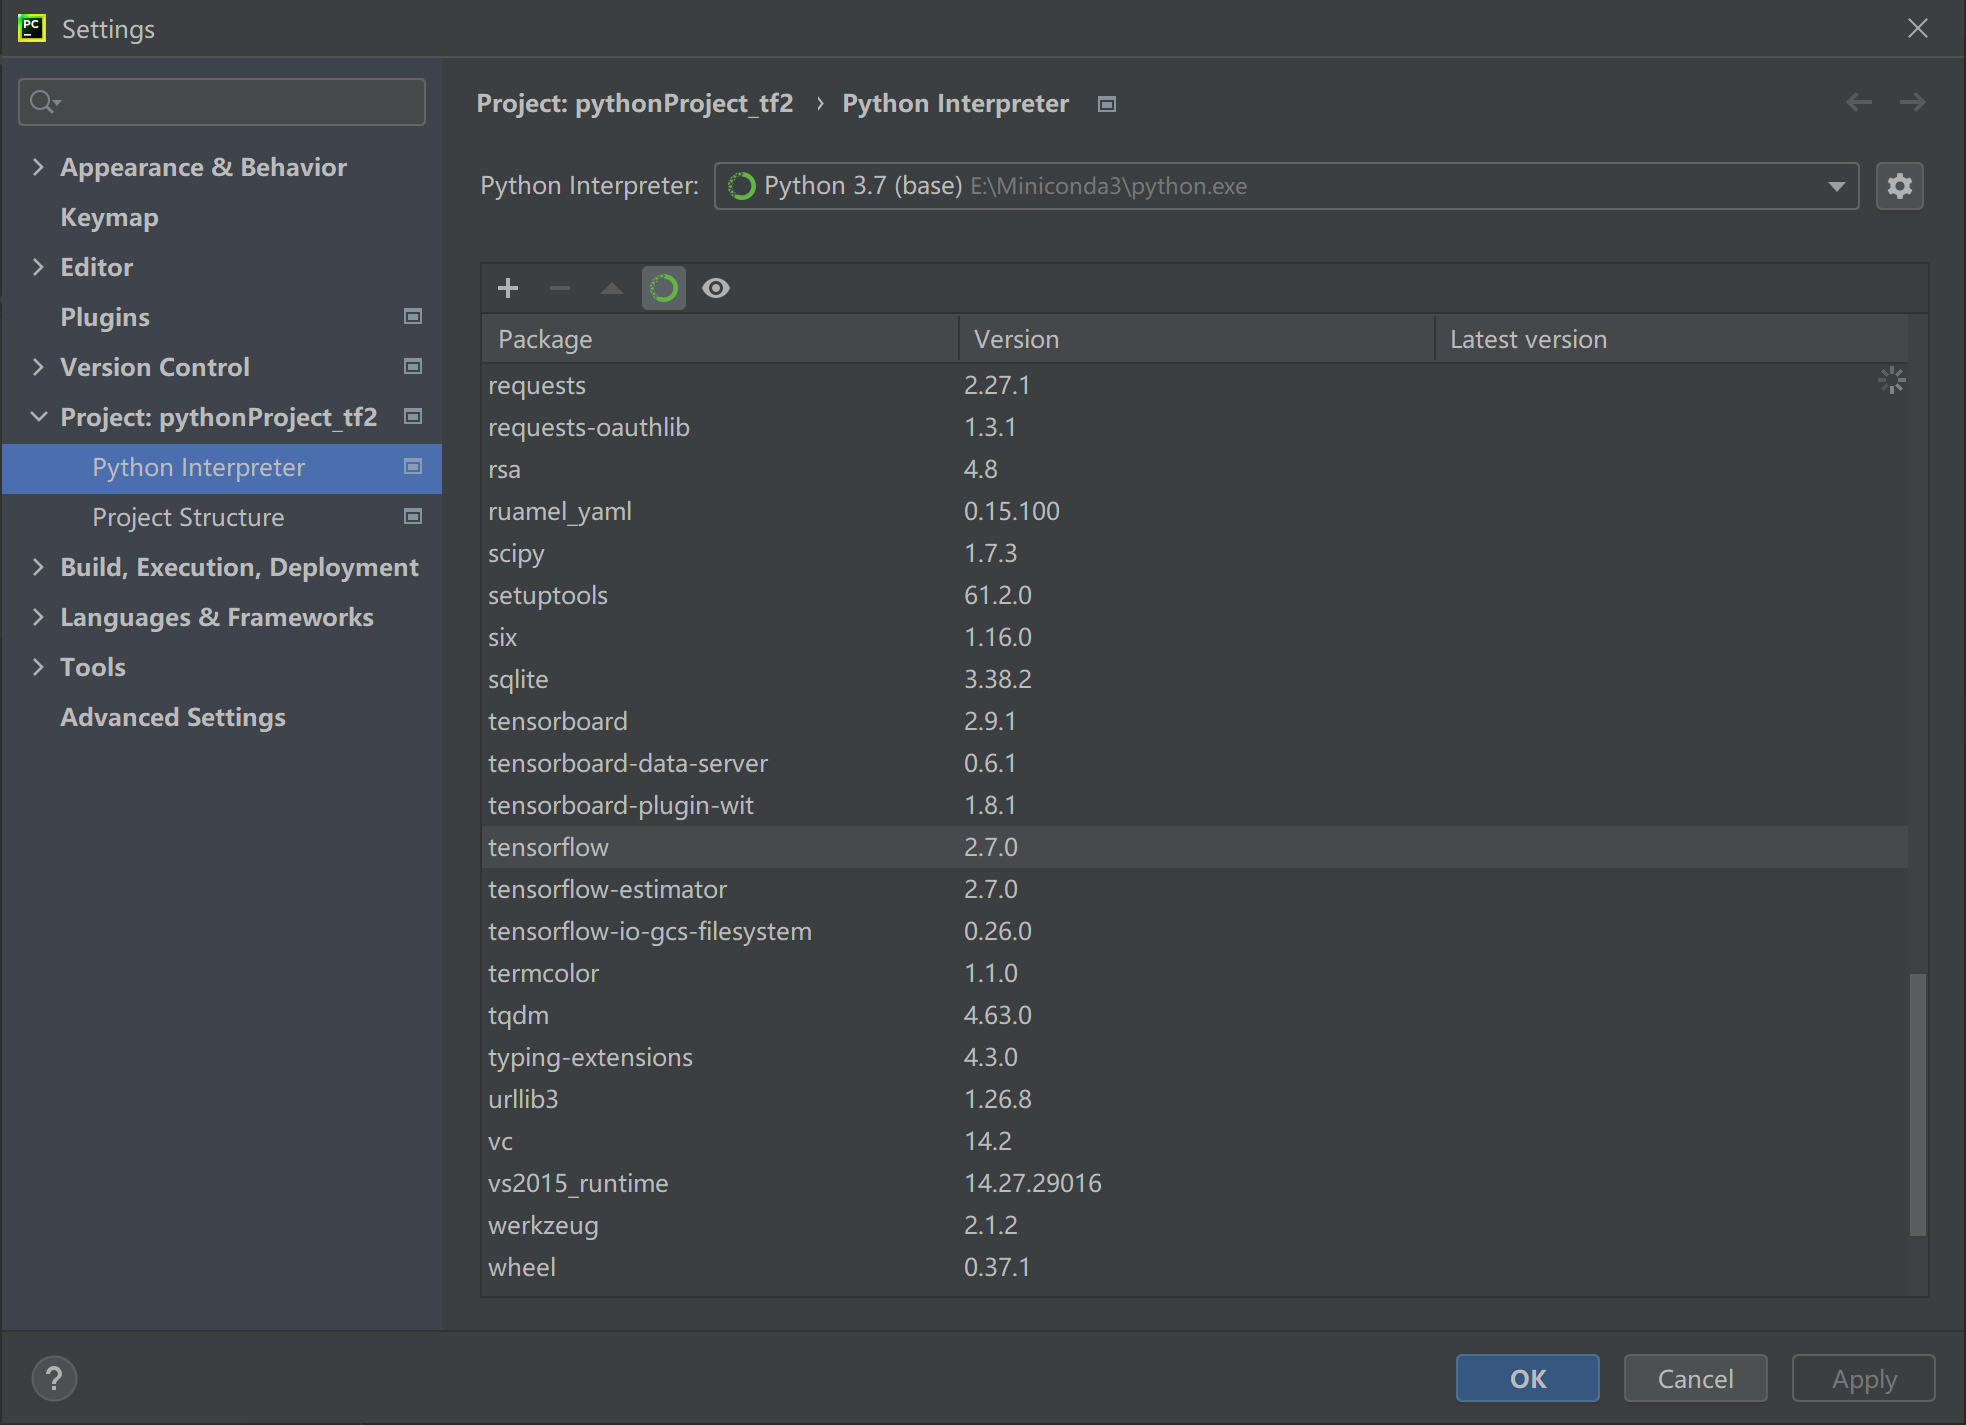 PC
Settings
Appearance & Behavior
Keymap
Editor
Plugins
Version Control
Project: pythonProject_tf2
Python Interpreter
Project Structure
Build, Execution, Deployment
Languages & Frameworks
Tools
Advanced Settings
Project: pythonProject_tf2 › Python Interpreter
Python Interpreter: Python 3.7 (base) E:\Miniconda3\python.exe
Package Version Latest version
requests 2.27.1
requests-oauthlib 1.3.1
rsa 4.8
ruamel_yaml 0.15.100
scipy 1.7.3
setuptools 61.2.0
six 1.16.0
sqlite 3.38.2
tensorboard 2.9.1
tensorboard-data-server 0.6.1
tensorboard-plugin-wit 1.8.1
tensorflow 2.7.0
tensorflow-estimator 2.7.0
tensorflow-io-gcs-filesystem 0.26.0
termcolor 1.1.0
tqdm 4.63.0
typing-extensions 4.3.0
urllib3 1.26.8
vc 14.2
vs2015_runtime 14.27.29016
werkzeug 2.1.2
wheel 0.37.1
? OK Cancel Apply